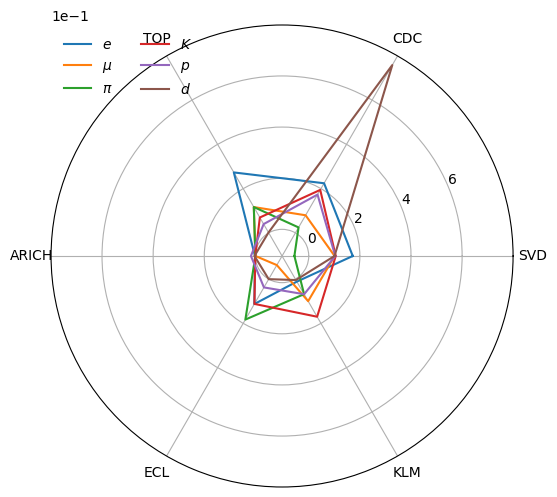 1e−1
e K
μ p
π d
TOP CDC
6
4
2
0
ARICH SVD
ECL KLM